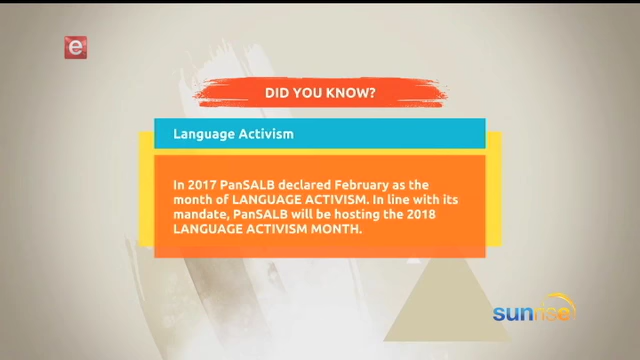 e
DID YOU KNOW?
Language Activism
In 2017 PanSALB declared February as the
month of LANGUAGE ACTIVISM. In line with its
mandate, PanSALB will be hosting the 2018
LANGUAGE ACTIVISM MONTH.
sunrise